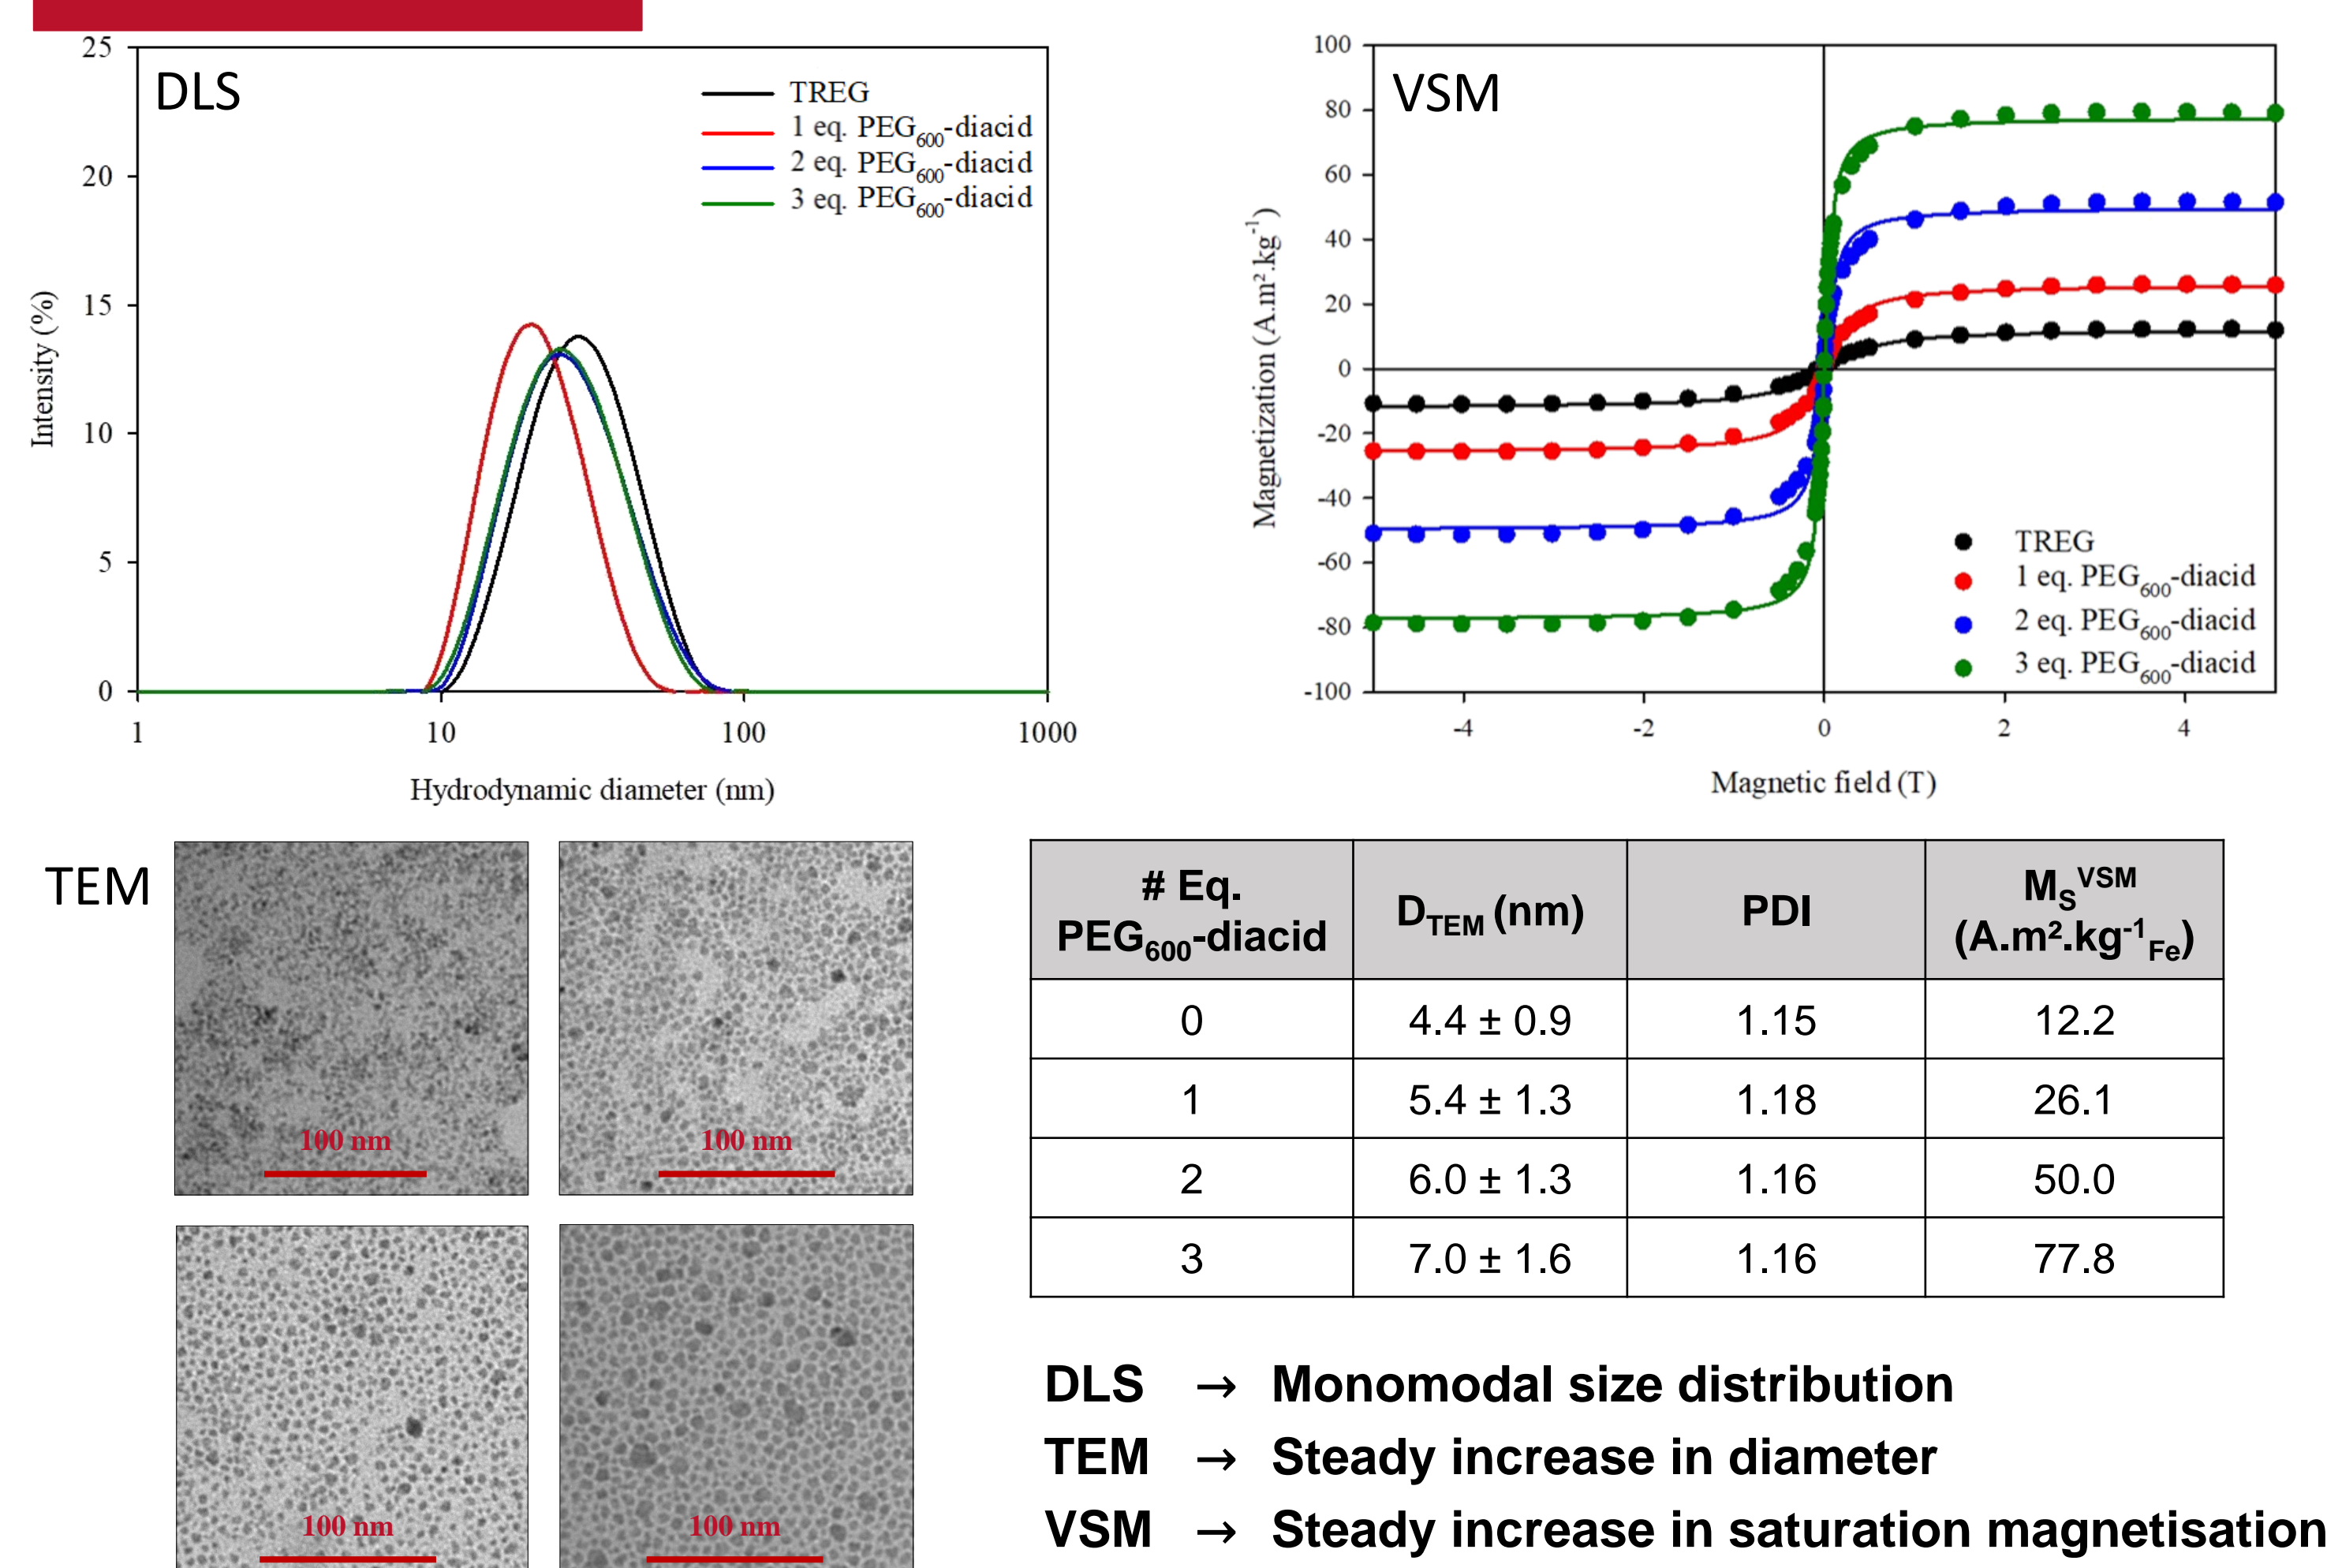 DLS
25
20
15
10
5
0
1 10 100 1000
Intensity (%)
Hydrodynamic diameter (nm)
TREG
1 eq. PEG600-diacid
2 eq. PEG600-diacid
3 eq. PEG600-diacid
VSM
100
80
60
40
20
0
-20
-40
-60
-80
-100
-4 -2 0 2 4
Magnetization (A.m².kg-1)
Magnetic field (T)
TREG
1 eq. PEG600-diacid
2 eq. PEG600-diacid
3 eq. PEG600-diacid
TEM
100 nm
100 nm
100 nm
100 nm
# Eq. PEG600-diacid DTEM (nm) PDI MSVSM (A.m².kg-1Fe)
0 4.4 ± 0.9 1.15 12.2
1 5.4 ± 1.3 1.18 26.1
2 6.0 ± 1.3 1.16 50.0
3 7.0 ± 1.6 1.16 77.8
DLS → Monomodal size distribution
TEM → Steady increase in diameter
VSM → Steady increase in saturation magnetisation